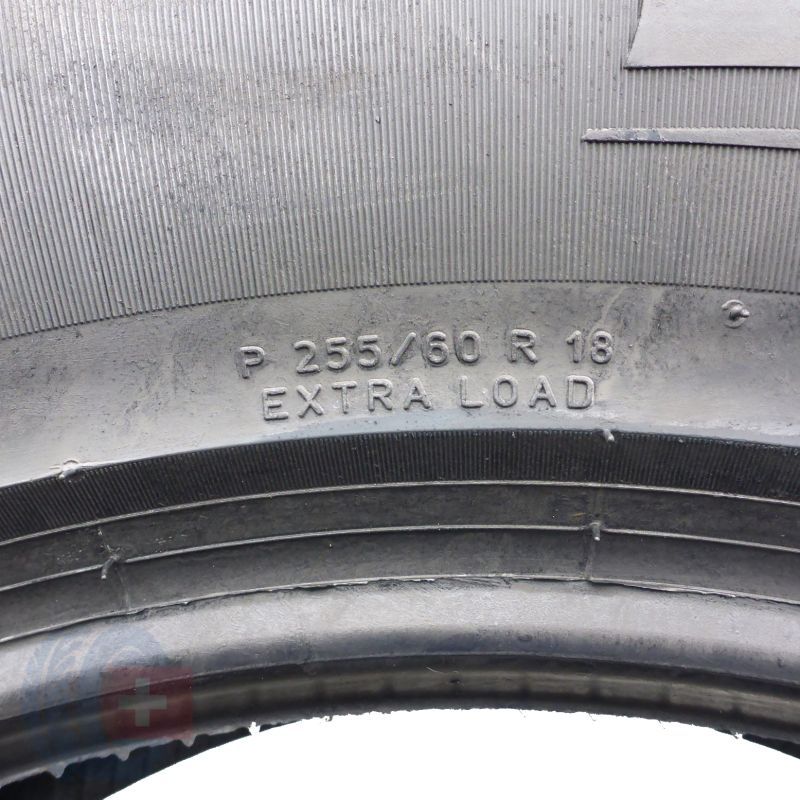 P 255/60 R 18
EXTRA LOAD